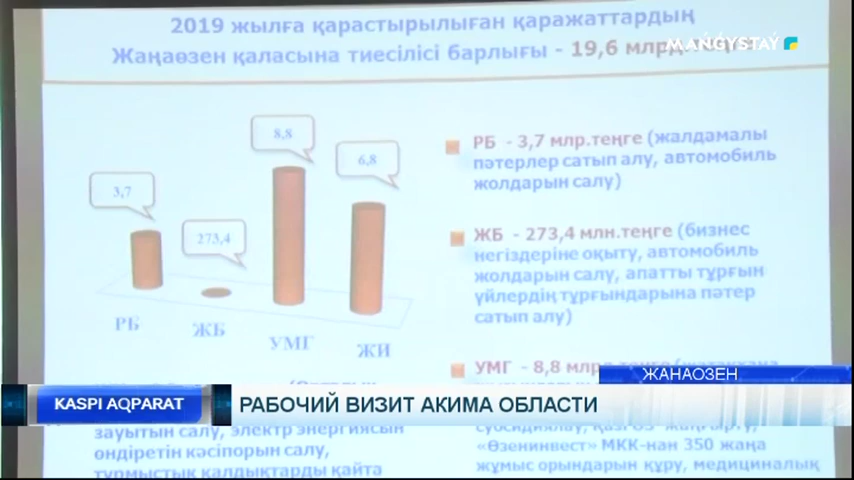 2019 жылға қарастырылыған қаражаттардың
Жаңаөзен қаласына тиесілісі барлығы - 19,6 млрд
MAŃǴYSTAÝ
3,7
273,4
8,8
6,8
РБ
ЖБ
УМГ
ЖИ
РБ - 3,7 млр.теңге (жалдамалы
пәтерлер сатып алу, автомобиль
жолдарын салу)
ЖБ - 273,4 млн.теңге (бизнес
негіздеріне оқыту, автомобиль
жолдарын салу, апатты тұрғын
үйлердің тұрғындарына пәтер
сатып алу)
УМГ - 8,8 млрд.теңге
ЖАНАОЗЕН
KASPI AQPARAT
РАБОЧИЙ ВИЗИТ АКИМА ОБЛАСТИ
зауытын салу, электр энергиясын
өндіретін кәсіпорын салу,
тұрмыстық қалдықтарды қайта
«Өзенинвест» МКК-нан 350 жаңа
жұмыс орындарын құру, медициналық